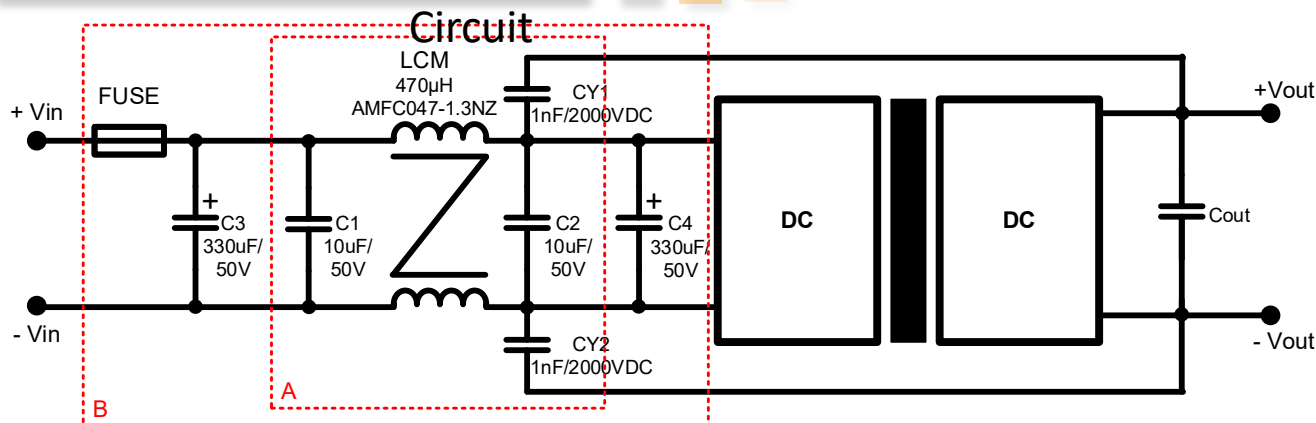 Circuit
LCM
470µH
AMFC047-1.3NZ
FUSE
CY1
1nF/2000VDC
+ Vin
+Vout
+
C3
330uF/
50V
C1
10uF/
50V
C2
10uF/
50V
+
C4
330uF/
50V
DC
DC
Cout
- Vin
- Vout
CY2
1nF/2000VDC
A
B